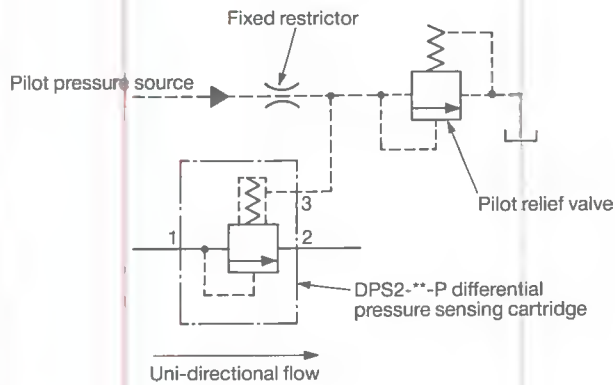 Fixed restrictor
Pilot pressure source
Pilot relief valve
3
1
2
DPS2-**-P differential
pressure sensing cartridge
Uni-directional flow